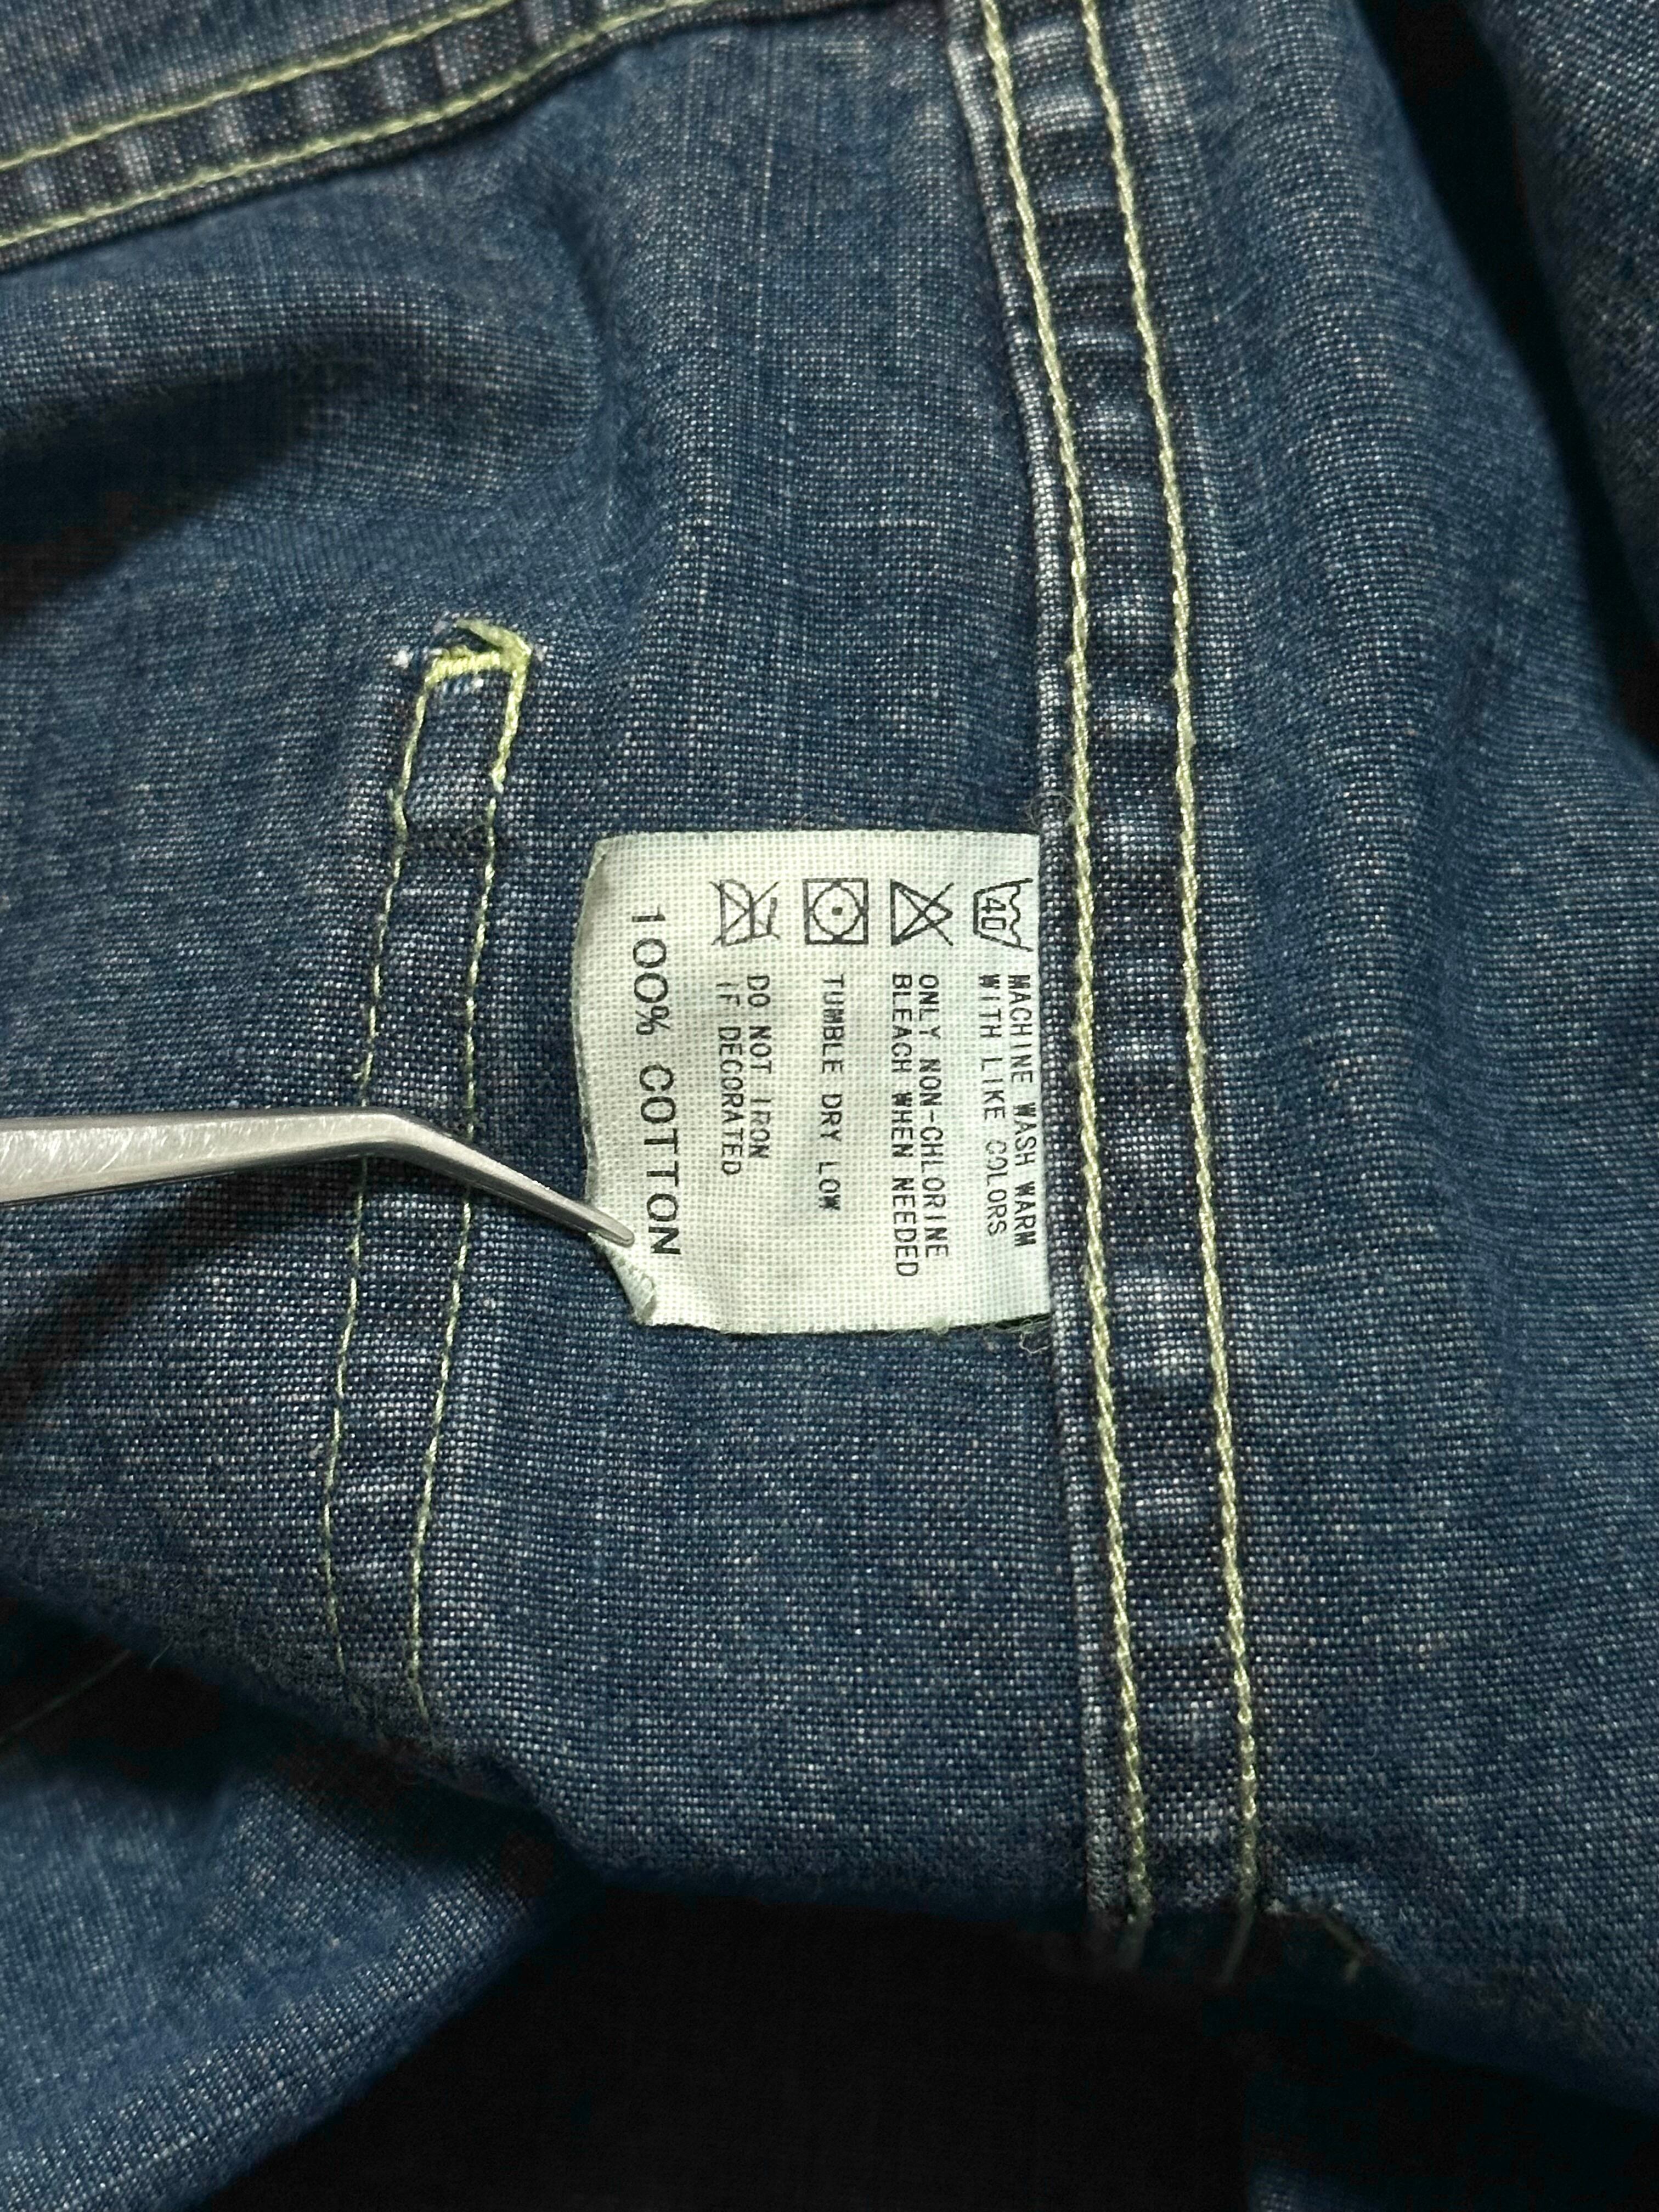 40
MACHINE WASH WARM
WITH LIKE COLORS
ONLY NON-CHLORINE
BLEACH WHEN NEEDED
TUMBLE DRY LOW
DO NOT IRON
IF DECORATED
100% COTTON